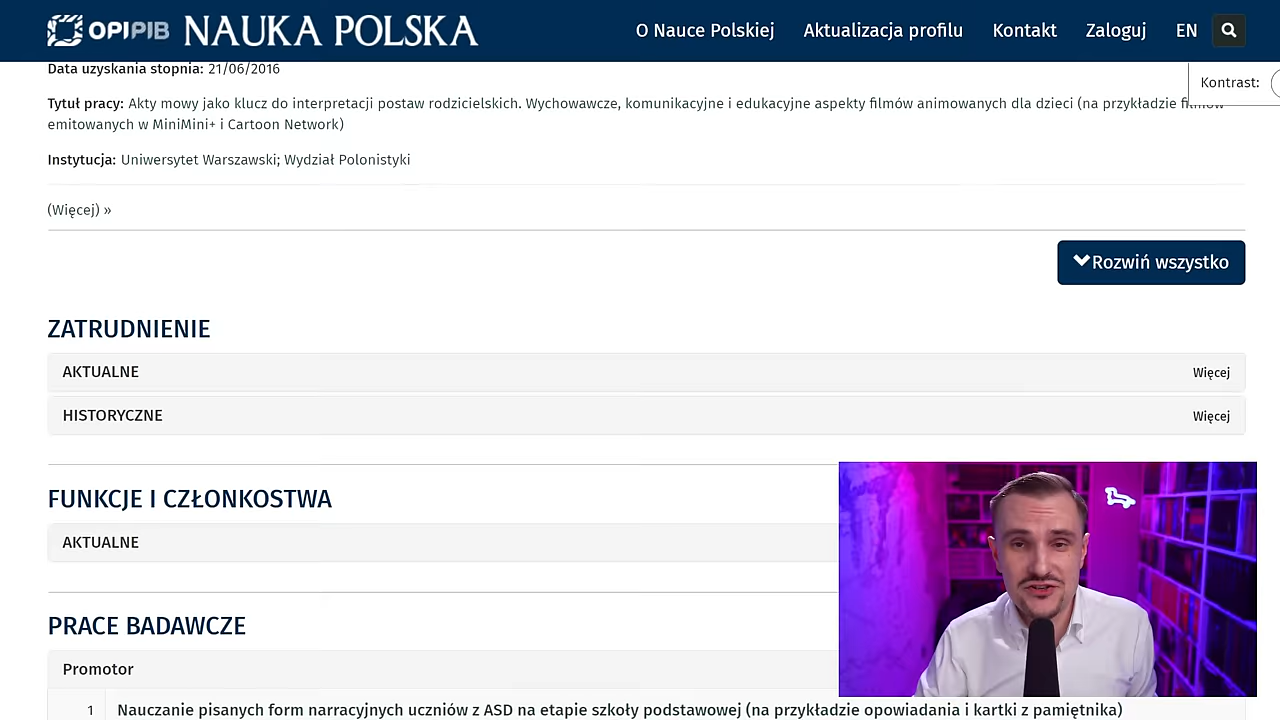 OPIPIB NAUKA POLSKA
O Nauce Polskiej
Aktualizacja profilu
Kontakt
Zaloguj
EN
Kontrast:
Data uzyskania stopnia: 21/06/2016
Tytuł pracy: Akty mowy jako klucz do interpretacji postaw rodzicielskich. Wychowawcze, komunikacyjne i edukacyjne aspekty filmów animowanych dla dzieci (na przykładzie filmów
emitowanych w MiniMini+ i Cartoon Network)
Instytucja: Uniwersytet Warszawski; Wydział Polonistyki
(Więcej) »
Rozwiń wszystko
ZATRUDNIENIE
AKTUALNE
Więcej
HISTORYCZNE
Więcej
FUNKCJE I CZŁONKOSTWA
AKTUALNE
PRACE BADAWCZE
Promotor
1 Nauczanie pisanych form narracyjnych uczniów z ASD na etapie szkoły podstawowej (na przykładzie opowiadania i kartki z pamiętnika)